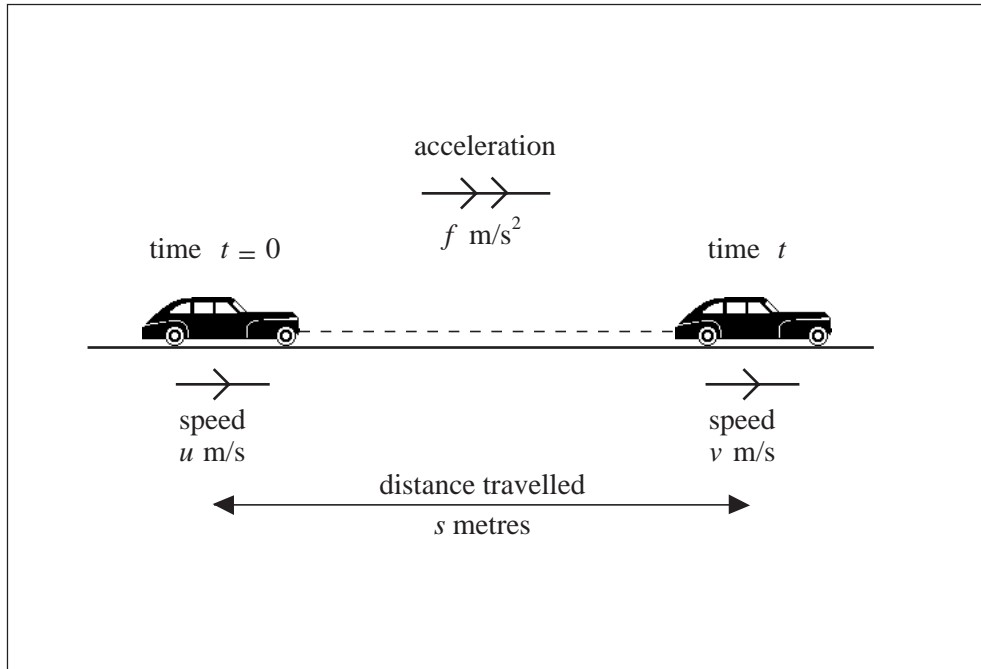 acceleration
f m/s²
time t = 0
time t
speed
u m/s
speed
v m/s
distance travelled
s metres